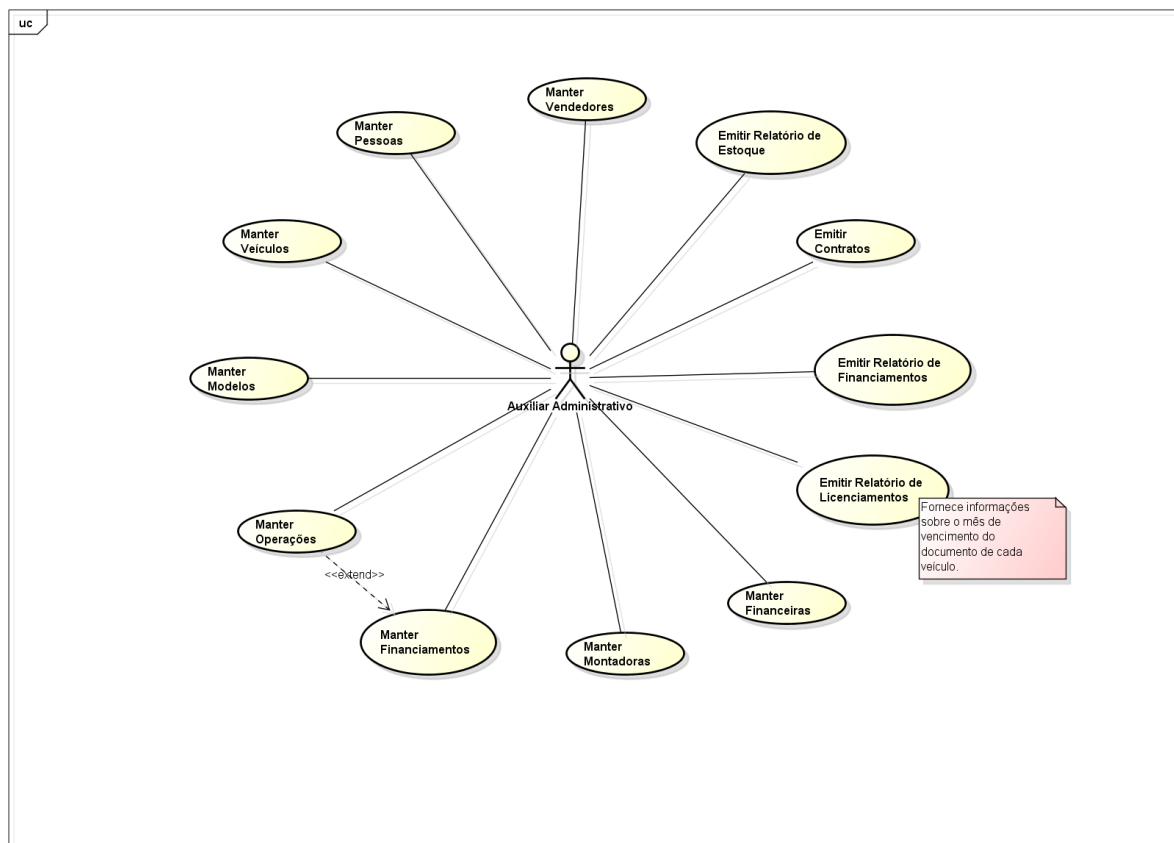 uc
Manter
Vendedores
Manter
Pessoas
Emitir Relatório de
Estoque
Manter
Veículos
Emitir
Contratos
Manter
Modelos
Emitir Relatório de
Financiamentos
Auxiliar Administrativo
Emitir Relatório de
Licenciamentos
Fornece informações
sobre o mês de
vencimento do
documento de cada
veículo.
Manter
Operações
<<extend>>
Manter
Financeiras
Manter
Financiamentos
Manter
Montadoras